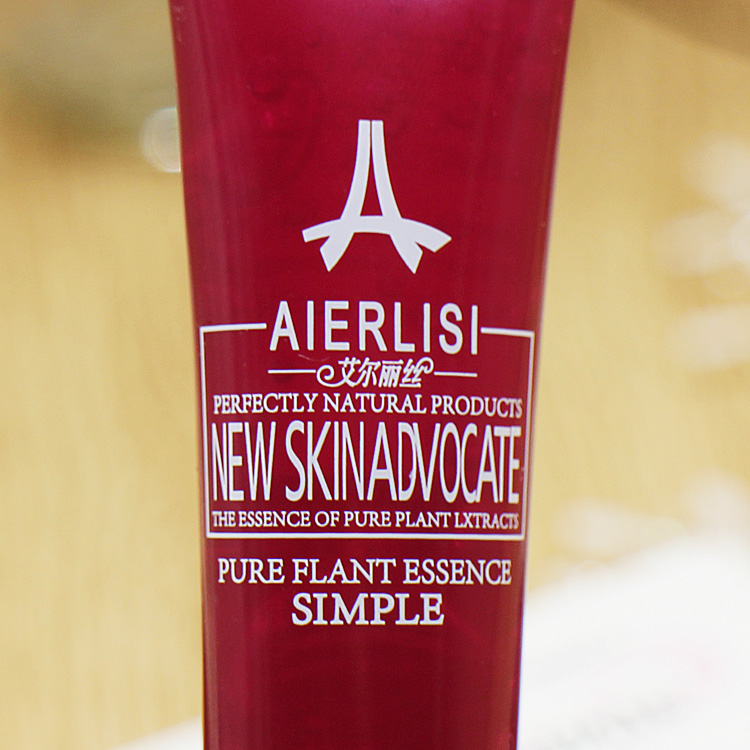 AIERLISI
艾尔丽丝
PERFECTLY NATURAL PRODUCTS
NEW SKINADVOCATE
THE ESSENCE OF PURE PLANT LXTRACTS
PURE FLANT ESSENCE
SIMPLE